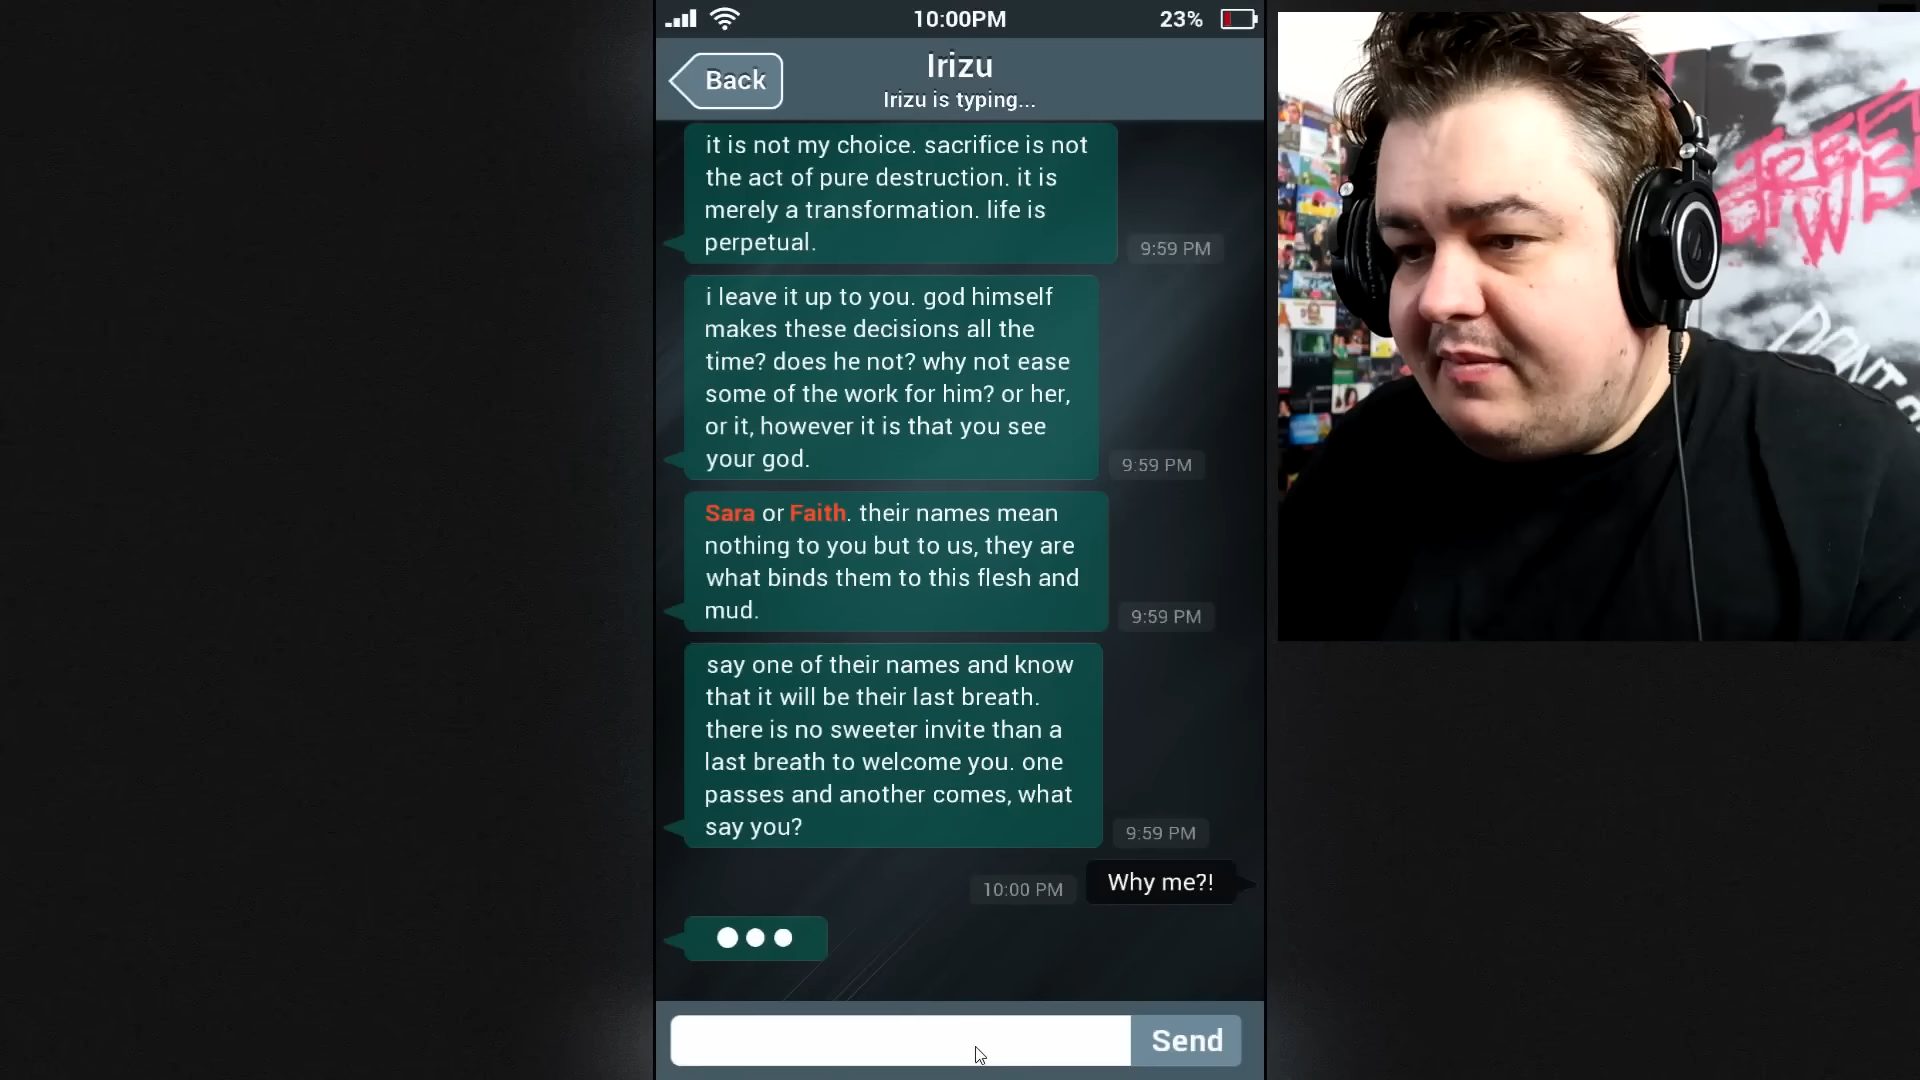 10:00PM
23%
Back
Irizu
Irizu is typing...
it is not my choice. sacrifice is not
the act of pure destruction. it is
merely a transformation. life is
perpetual.
9:59 PM
i leave it up to you. god himself
makes these decisions all the
time? does he not? why not ease
some of the work for him? or her,
or it, however it is that you see
your god.
9:59 PM
Sara or Faith. their names mean
nothing to you but to us, they are
what binds them to this flesh and
mud.
9:59 PM
say one of their names and know
that it will be their last breath.
there is no sweeter invite than a
last breath to welcome you. one
passes and another comes, what
say you?
9:59 PM
Why me?!
10:00 PM
Send
DON'T